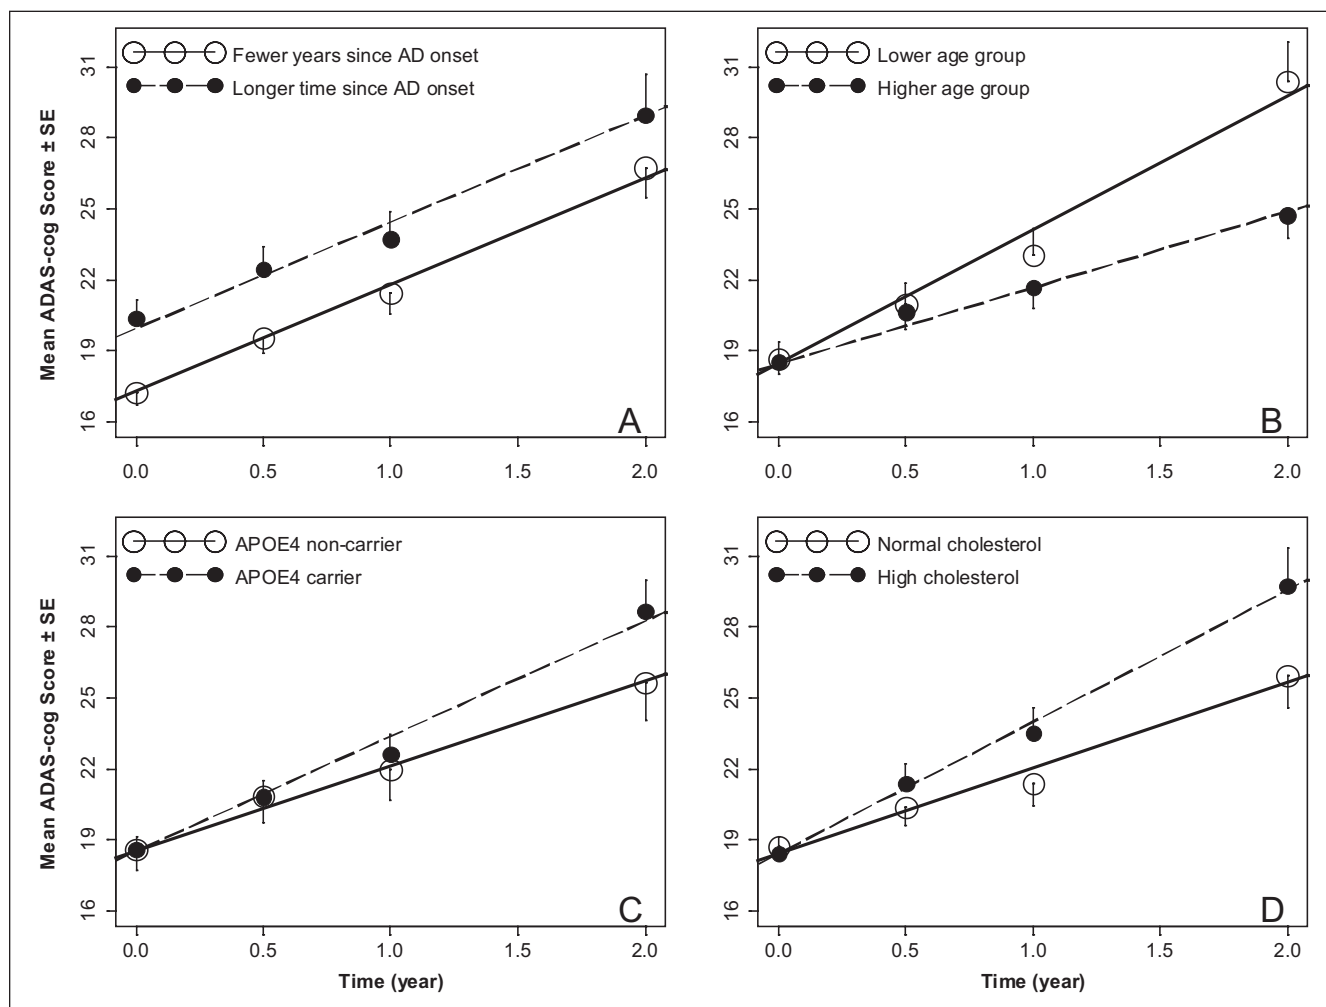 Fewer years since AD onset
Longer time since AD onset
Mean ADAS-cog Score ± SE
31
28
25
22
19
16
A
0.0 0.5 1.0 1.5 2.0
Lower age group
Higher age group
31
28
25
22
19
16
B
0.0 0.5 1.0 1.5 2.0
APOE4 non-carrier
APOE4 carrier
Mean ADAS-cog Score ± SE
31
28
25
22
19
16
C
0.0 0.5 1.0 1.5 2.0
Time (year)
Normal cholesterol
High cholesterol
31
28
25
22
19
16
D
0.0 0.5 1.0 1.5 2.0
Time (year)